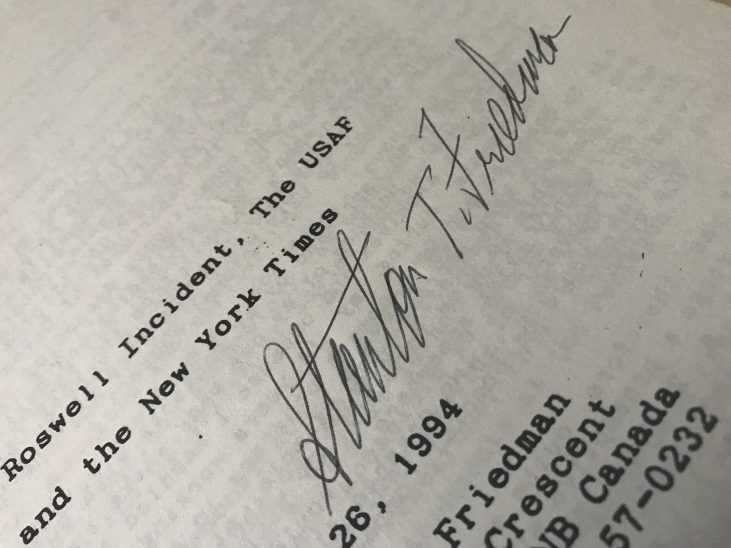 Roswell Incident, The USAF
and the New York Times
Stanton T. Friedman
26, 1994
Friedman
Crescent
NB Canada
57-0232